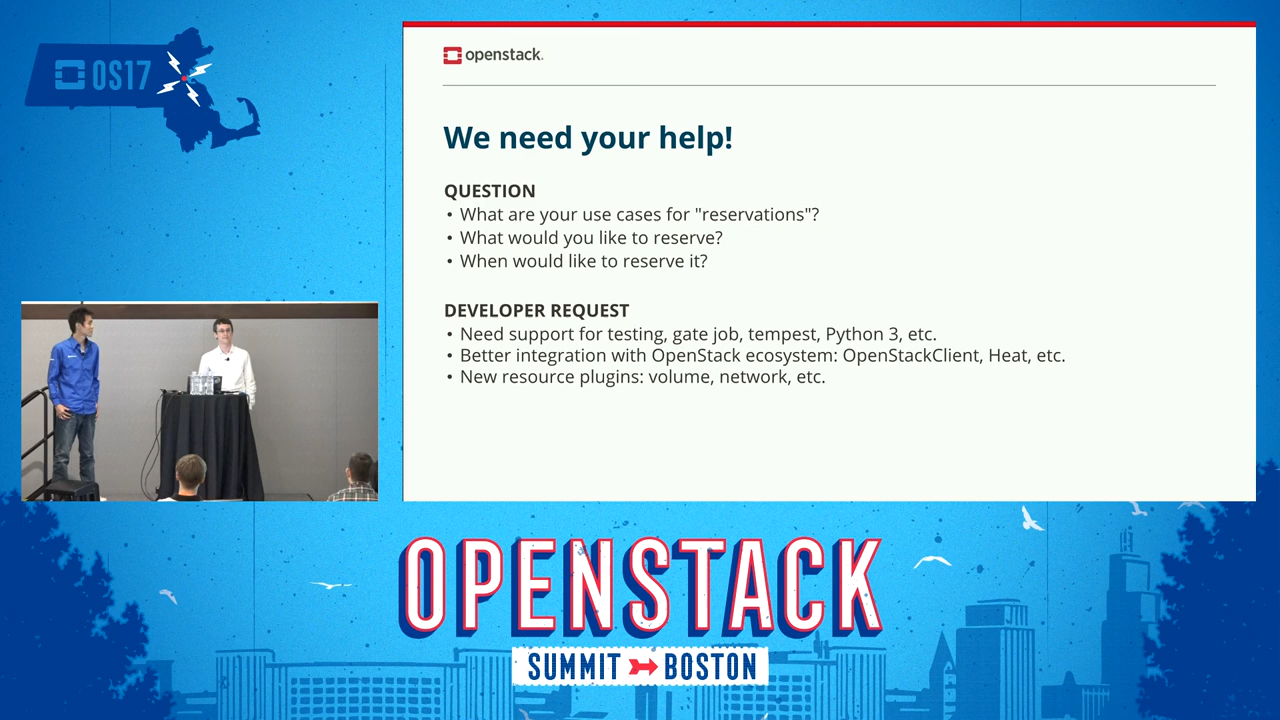 OS17
openstack.
We need your help!
QUESTION
• What are your use cases for "reservations"?
• What would you like to reserve?
• When would like to reserve it?
DEVELOPER REQUEST
• Need support for testing, gate job, tempest, Python 3, etc.
• Better integration with OpenStack ecosystem: OpenStackClient, Heat, etc.
• New resource plugins: volume, network, etc.
OPENSTACK
SUMMIT BOSTON